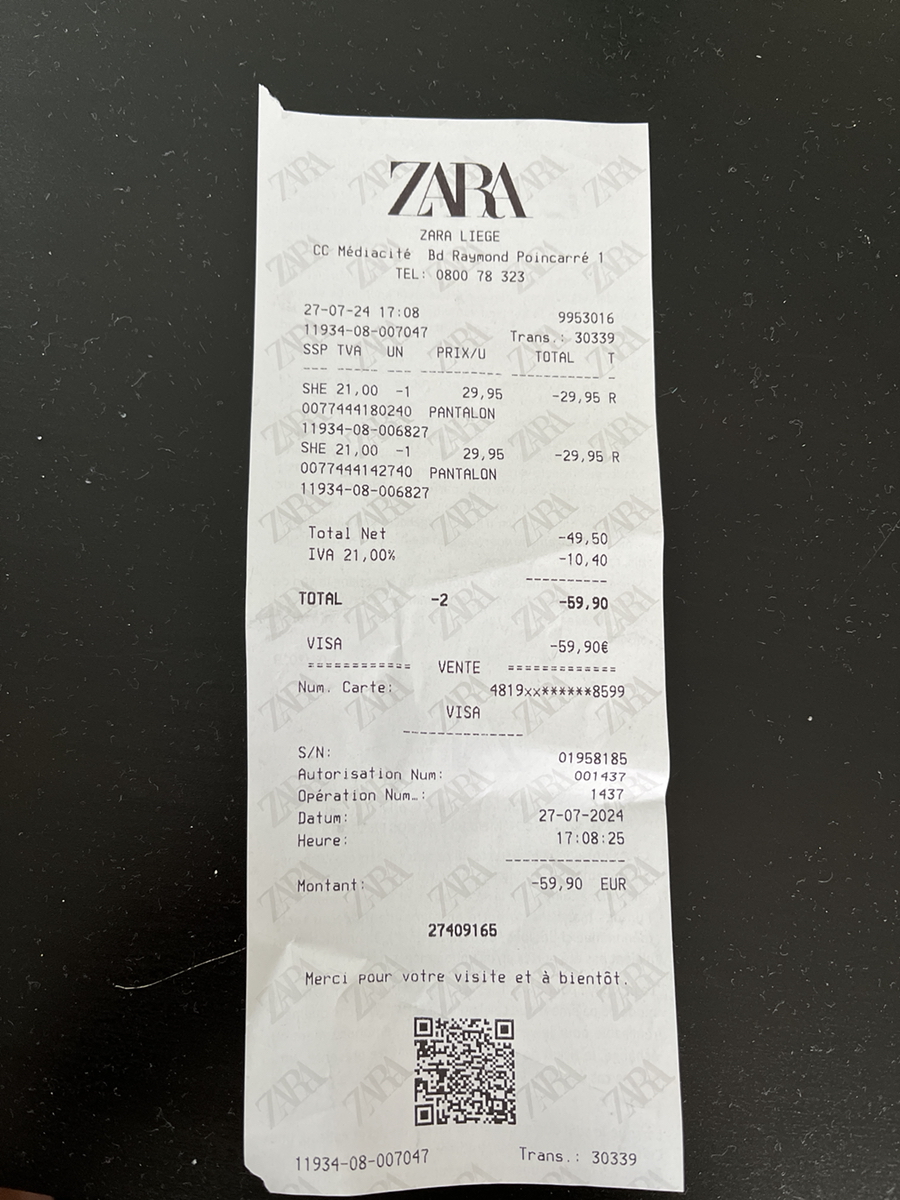 ZARA
ZARA LIEGE
CC Médiacité Bd Raymond Poincarré 1
TEL: 0800 78 323
27-07-24 17:08 9953016
11934-08-007047 Trans.: 30339
SSP TVA UN PRIX/U TOTAL T
--- ----- --- ---------- ----------- -
SHE 21,00 -1 29,95 -29,95 R
0077444180240 PANTALON
11934-08-006827
SHE 21,00 -1 29,95 -29,95 R
0077444142740 PANTALON
11934-08-006827
Total Net -49,50
IVA 21,00% -10,40
----------
TOTAL -2 -59,90
VISA -59,90€
============ VENTE ============
Num. Carte: 4819xx******8599
VISA
--------------
S/N: 01958185
Autorisation Num: 001437
Opération Num.: 1437
Datum: 27-07-2024
Heure: 17:08:25
--------------
Montant: -59,90 EUR
27409165
Merci pour votre visite et à bientôt.
11934-08-007047 Trans.: 30339